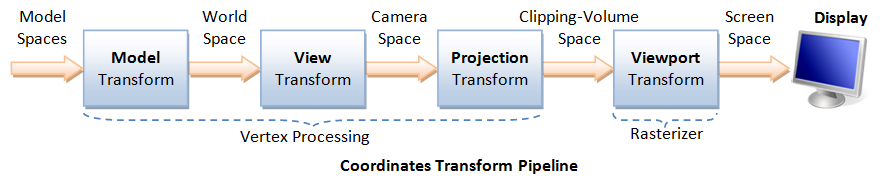 Model Spaces
World Space
Camera Space
Clipping-Volume Space
Screen Space
Display
Model Transform
View Transform
Projection Transform
Viewport Transform
Vertex Processing
Rasterizer
Coordinates Transform Pipeline